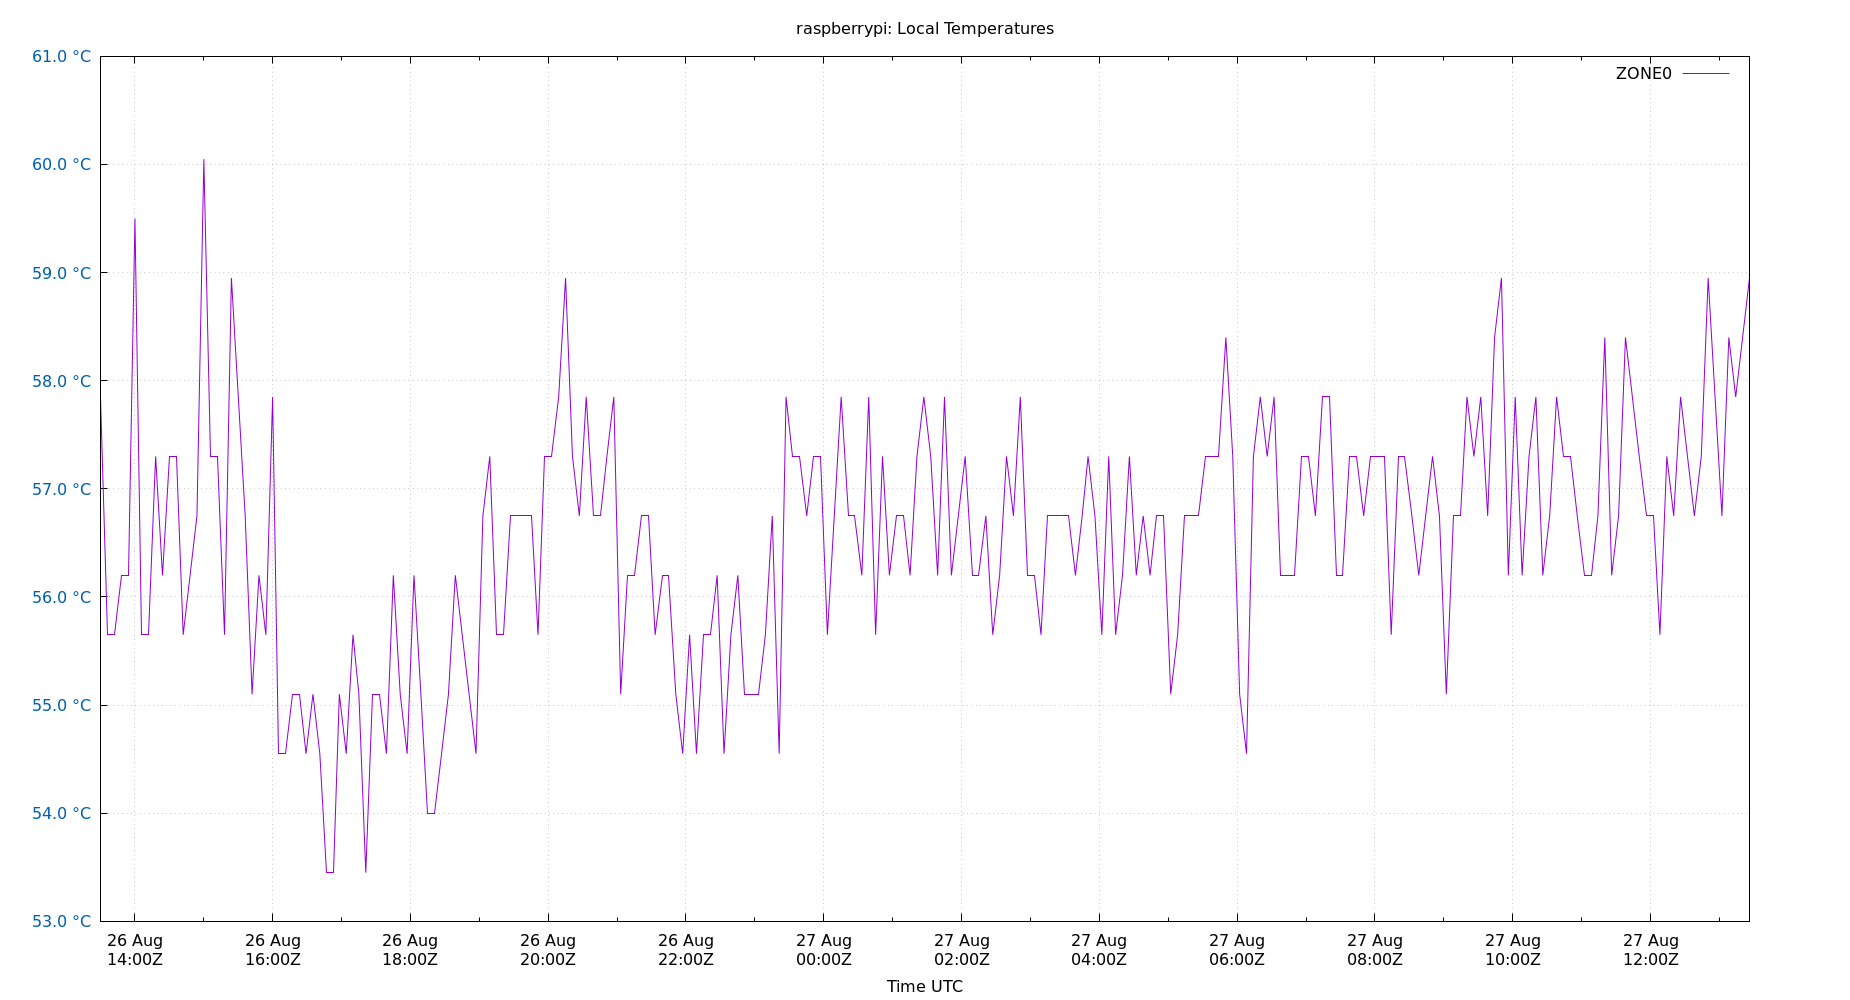 raspberrypi: Local Temperatures
61.0 °C
ZONE0
60.0 °C
59.0 °C
58.0 °C
57.0 °C
56.0 °C
55.0 °C
54.0 °C
53.0 °C
26 Aug 26 Aug 26 Aug 26 Aug 26 Aug 27 Aug 27 Aug 27 Aug 27 Aug 27 Aug 27 Aug 27 Aug
14:00Z 16:00Z 18:00Z 20:00Z 22:00Z 00:00Z 02:00Z 04:00Z 06:00Z 08:00Z 10:00Z 12:00Z
Time UTC